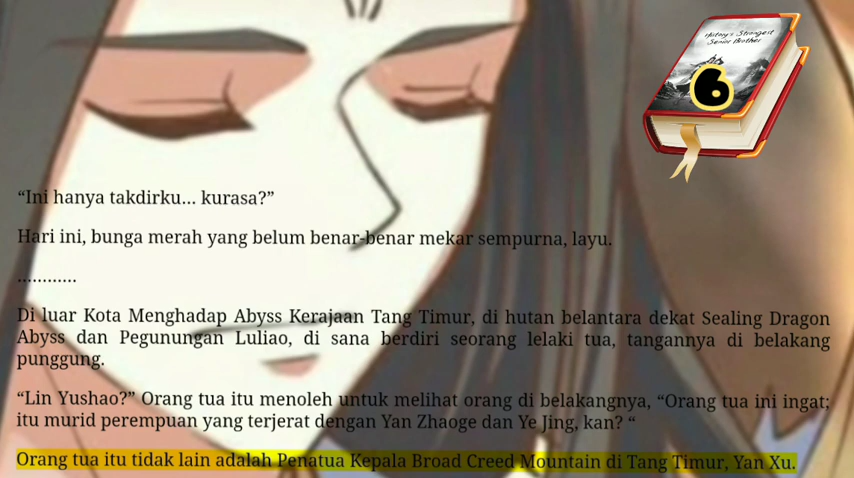 History's Strongest
Senior Brother
6
“Ini hanya takdirku... kurasa?”
Hari ini, bunga merah yang belum benar-benar mekar sempurna, layu.
............
Di luar Kota Menghadap Abyss Kerajaan Tang Timur, di hutan belantara dekat Sealing Dragon
Abyss dan Pegunungan Luliao, di sana berdiri seorang lelaki tua, tangannya di belakang
punggung.
“Lin Yushao?” Orang tua itu menoleh untuk melihat orang di belakangnya, “Orang tua ini ingat;
itu murid perempuan yang terjerat dengan Yan Zhaoge dan Ye Jing, kan? “
Orang tua itu tidak lain adalah Penatua Kepala Broad Creed Mountain di Tang Timur, Yan Xu.